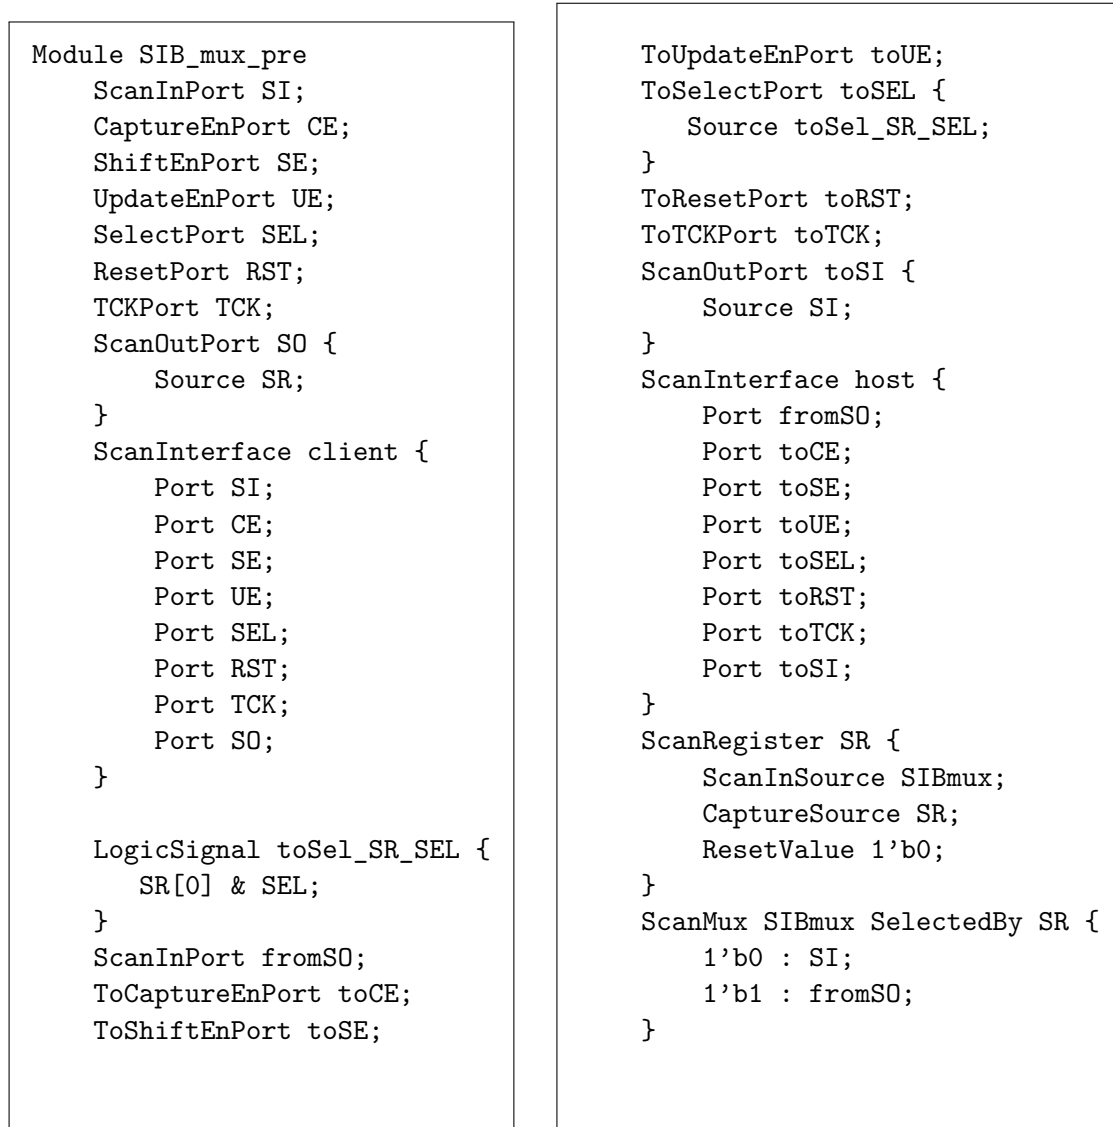 Module SIB_mux_pre
    ScanInPort SI;
    CaptureEnPort CE;
    ShiftEnPort SE;
    UpdateEnPort UE;
    SelectPort SEL;
    ResetPort RST;
    TCKPort TCK;
    ScanOutPort SO {
        Source SR;
    }
    ScanInterface client {
        Port SI;
        Port CE;
        Port SE;
        Port UE;
        Port SEL;
        Port RST;
        Port TCK;
        Port SO;
    }
    LogicSignal toSel_SR_SEL {
       SR[0] & SEL;
    }
    ScanInPort fromSO;
    ToCaptureEnPort toCE;
    ToShiftEnPort toSE;
    ToUpdateEnPort toUE;
    ToSelectPort toSEL {
       Source toSel_SR_SEL;
    }
    ToResetPort toRST;
    ToTCKPort toTCK;
    ScanOutPort toSI {
        Source SI;
    }
    ScanInterface host {
        Port fromSO;
        Port toCE;
        Port toSE;
        Port toUE;
        Port toSEL;
        Port toRST;
        Port toTCK;
        Port toSI;
    }
    ScanRegister SR {
        ScanInSource SIBmux;
        CaptureSource SR;
        ResetValue 1’b0;
    }
    ScanMux SIBmux SelectedBy SR {
        1’b0 : SI;
        1’b1 : fromSO;
    }